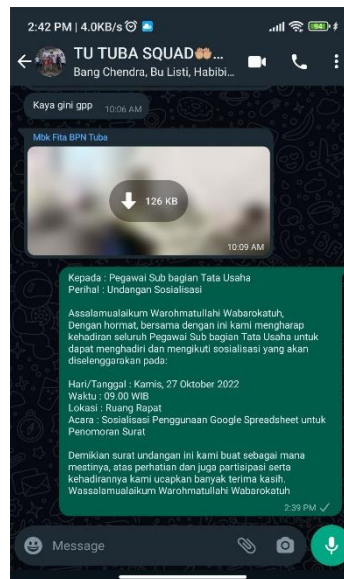 2:42 PM | 4.0KB/s
94
TU TUBA SQUAD🤲🏻...
Bang Chendra, Bu Listi, Habibi...
Kaya gini gpp 10:06 AM
Mbk Fita BPN Tuba
126 KB
10:09 AM
Kepada : Pegawai Sub bagian Tata Usaha
Perihal : Undangan Sosialisasi
Assalamualaikum Warohmatullahi Wabarokatuh,
Dengan hormat, bersama dengan ini kami mengharap
kehadiran seluruh Pegawai Sub bagian Tata Usaha untuk
dapat menghadiri dan mengikuti sosialisasi yang akan
diselenggarakan pada:
Hari/Tanggal : Kamis, 27 Oktober 2022
Waktu : 09.00 WIB
Lokasi : Ruang Rapat
Acara : Sosialisasi Penggunaan Google Spreadsheet untuk
Penomoran Surat
Demikian surat undangan ini kami buat sebagai mana
mestinya, atas perhatian dan juga partisipasi serta
kehadirannya kami ucapkan banyak terima kasih.
Wassalamualaikum Warohmatullahi Wabarokatuh
2:39 PM
Message